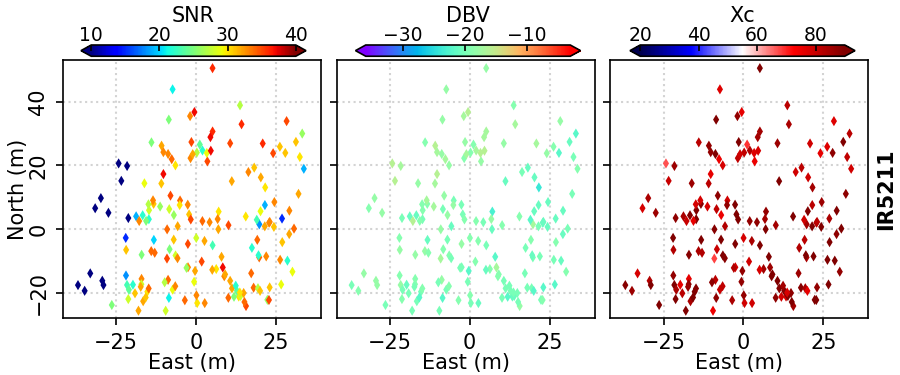 SNR DBV Xc
10 20 30 40 −30 −20 −10 20 40 60 80
40
20
0
−20
North (m)
IR5211
−25 0 25 −25 0 25 −25 0 25
East (m) East (m) East (m)